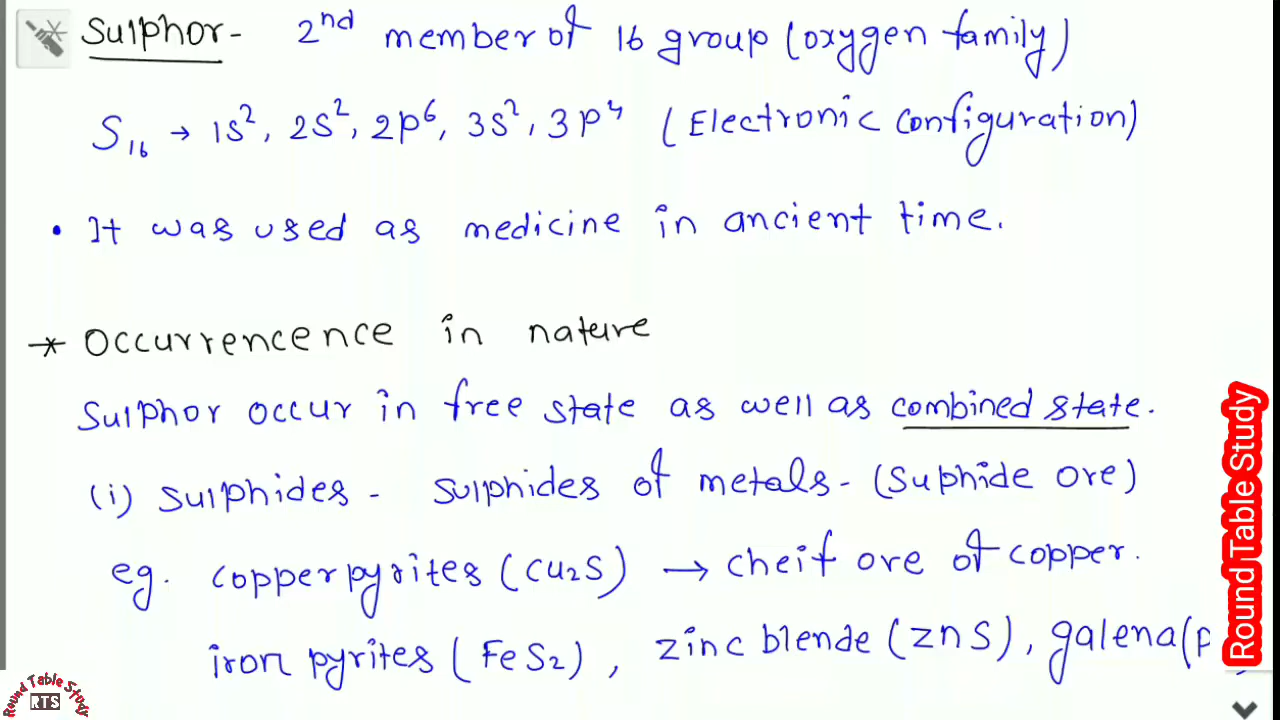 Sulphor- 2nd member of 16 group (oxygen family)
S16 → 1s², 2s², 2p⁶, 3s², 3p⁴ (Electronic configuration)
• It was used as medicine in ancient time.
* Occurrencence in nature
Sulphor occur in free state as well as combined state.
(i) sulphides - sulphides of metals - (Suphide ore)
eg. copper pyrites (Cu2S) → cheif ore of copper.
iron pyrites (FeS2), zinc blende (ZnS), galena (P
Round Table Study
Round Table Study
RTS